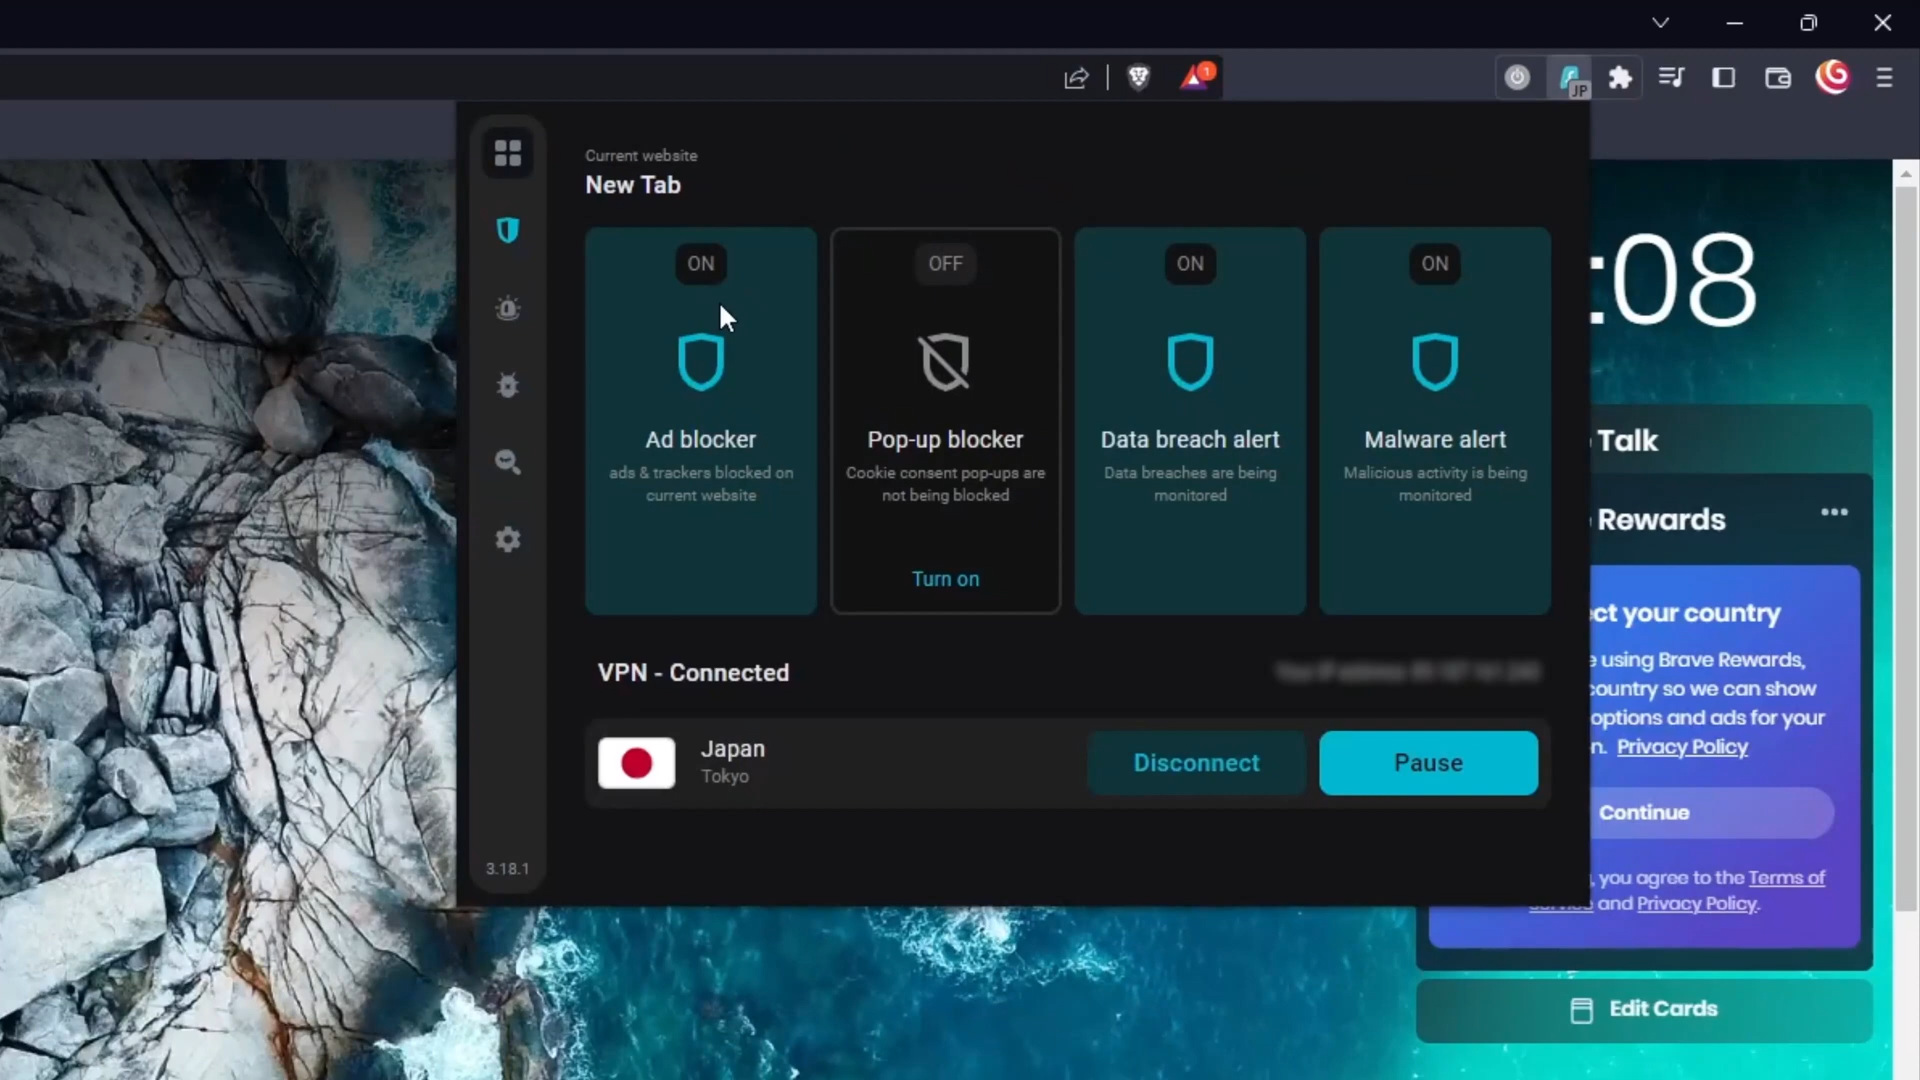 1
JP
Current website
New Tab
ON
OFF
ON
ON
Ad blocker
ads & trackers blocked on
current website
Pop-up blocker
Cookie consent pop-ups are
not being blocked
Turn on
Data breach alert
Data breaches are being
monitored
Malware alert
Malicious activity is being
monitored
VPN - Connected
Japan
Tokyo
Disconnect
Pause
3.18.1
:08
Talk
Rewards
ect your country
using Brave Rewards,
country so we can show
options and ads for your
n. Privacy Policy
Continue
, you agree to the Terms of
Service and Privacy Policy.
Edit Cards